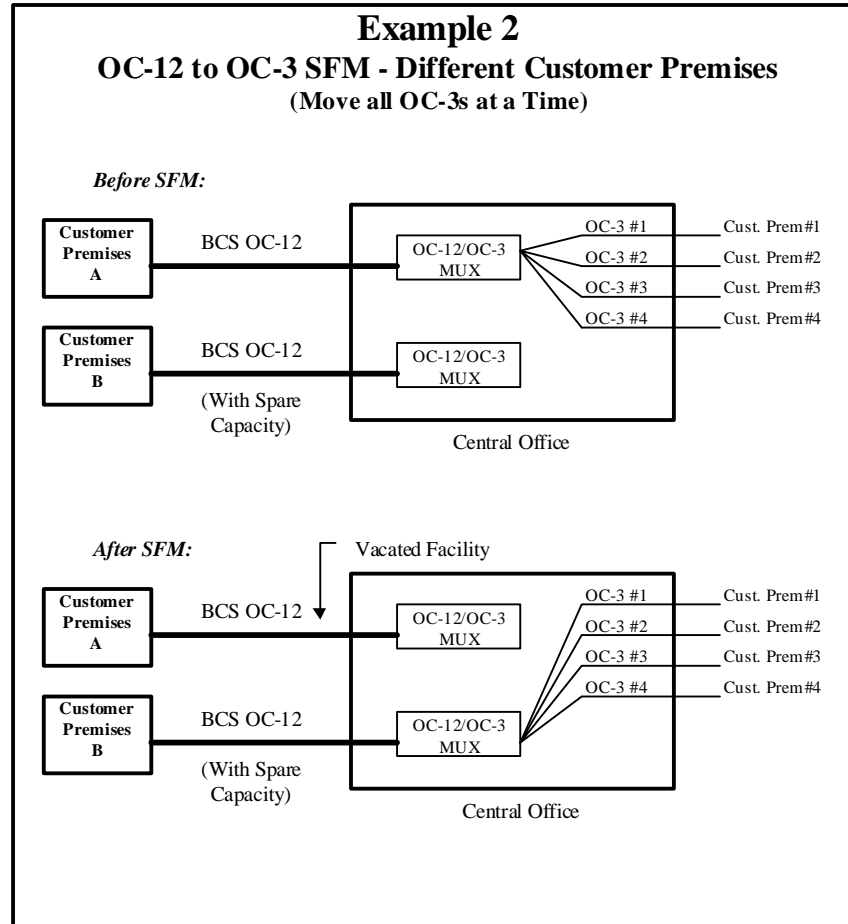 Example 2
OC-12 to OC-3 SFM - Different Customer Premises
(Move all OC-3s at a Time)
Before SFM:
Customer
Premises
A
BCS OC-12
OC-12/OC-3
MUX
OC-3 #1
Cust. Prem#1
OC-3 #2
Cust. Prem#2
OC-3 #3
Cust. Prem#3
OC-3 #4
Cust. Prem#4
Customer
Premises
B
BCS OC-12
(With Spare
Capacity)
OC-12/OC-3
MUX
Central Office
After SFM:
Vacated Facility
Customer
Premises
A
BCS OC-12
OC-12/OC-3
MUX
OC-3 #1
Cust. Prem#1
OC-3 #2
Cust. Prem#2
OC-3 #3
Cust. Prem#3
OC-3 #4
Cust. Prem#4
Customer
Premises
B
BCS OC-12
(With Spare
Capacity)
OC-12/OC-3
MUX
Central Office